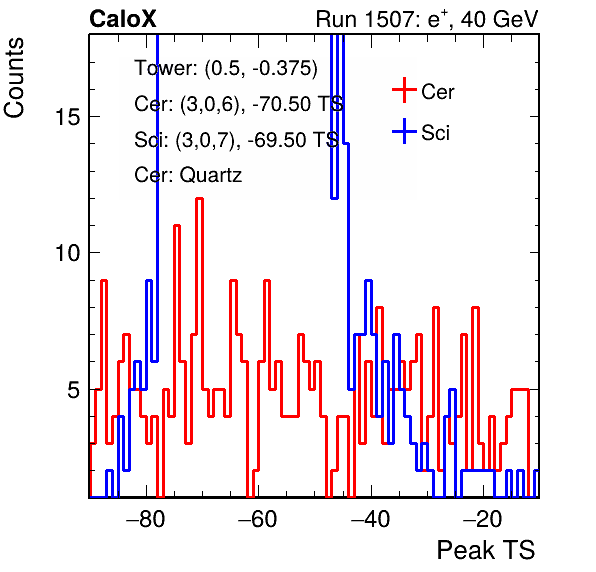 CaloX Run 1507: e⁺, 40 GeV
Counts
Tower: (0.5, -0.375)
Cer: (3,0,6), -70.50 TS
Sci: (3,0,7), -69.50 TS
Cer: Quartz
Cer
Sci
15
10
5
−80 −60 −40 −20
Peak TS